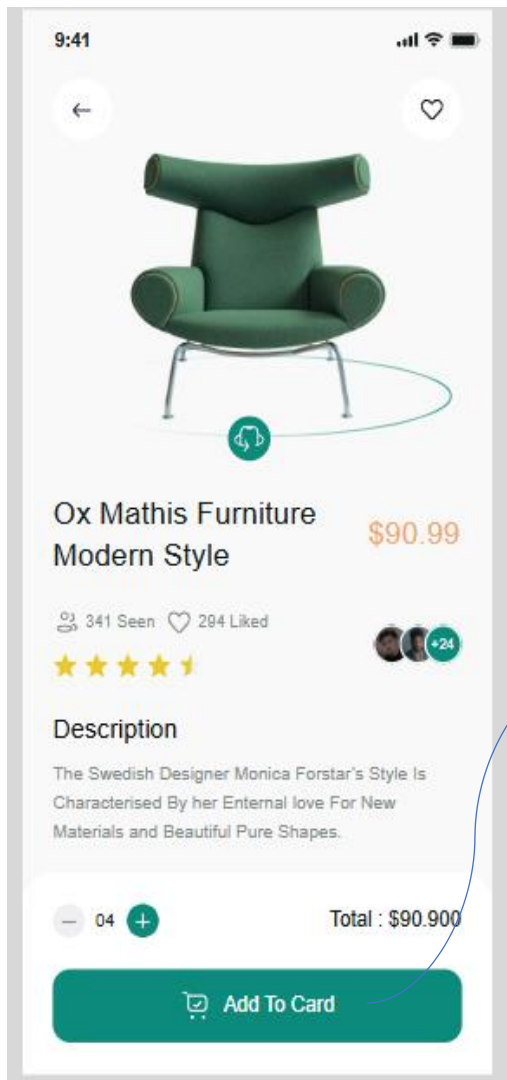 9:41
Ox Mathis Furniture
Modern Style
$90.99
341 Seen 294 Liked
+24
Description
The Swedish Designer Monica Forstar's Style Is
Characterised By her Enternal love For New
Materials and Beautiful Pure Shapes.
04
Total : $90.900
Add To Card